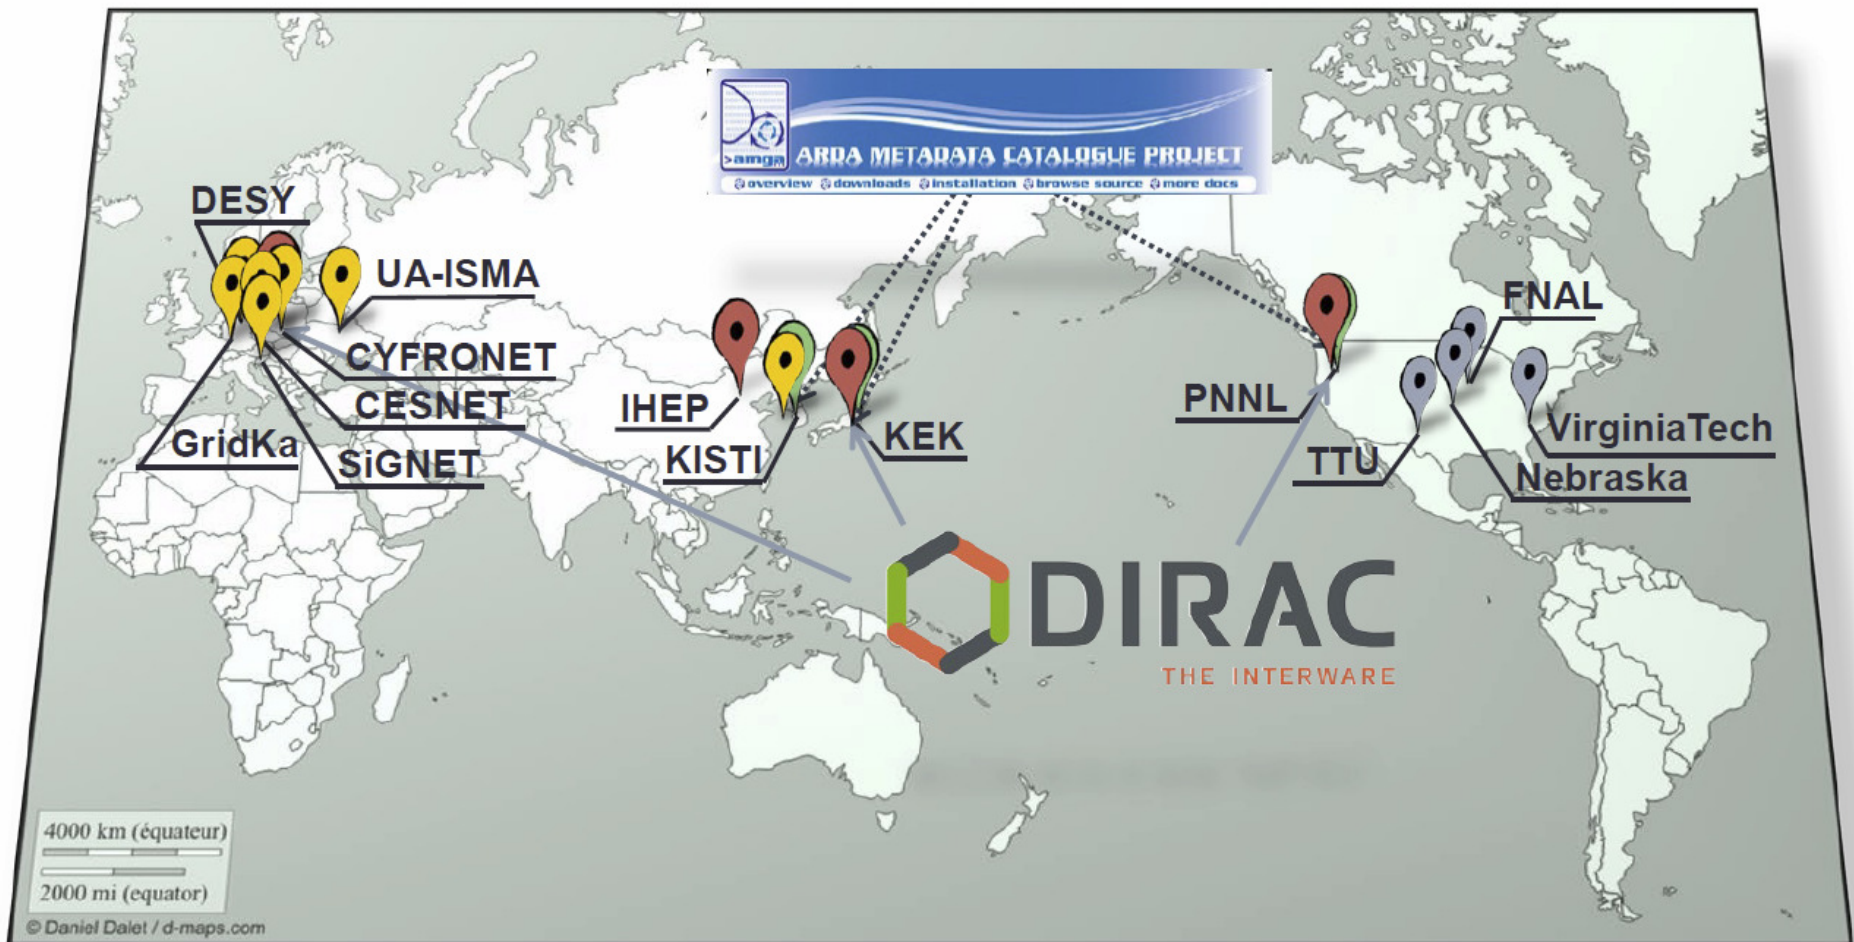 >amga
ARDA METADATA CATALOGUE PROJECT
overview downloads installation browse source more docs
DESY
UA-ISMA
CYFRONET
CESNET
GridKa
SiGNET
IHEP
KISTI
KEK
PNNL
FNAL
TTU
VirginiaTech
Nebraska
DIRAC
THE INTERWARE
4000 km (équateur)
2000 mi (equator)
© Daniel Dalet / d-maps.com